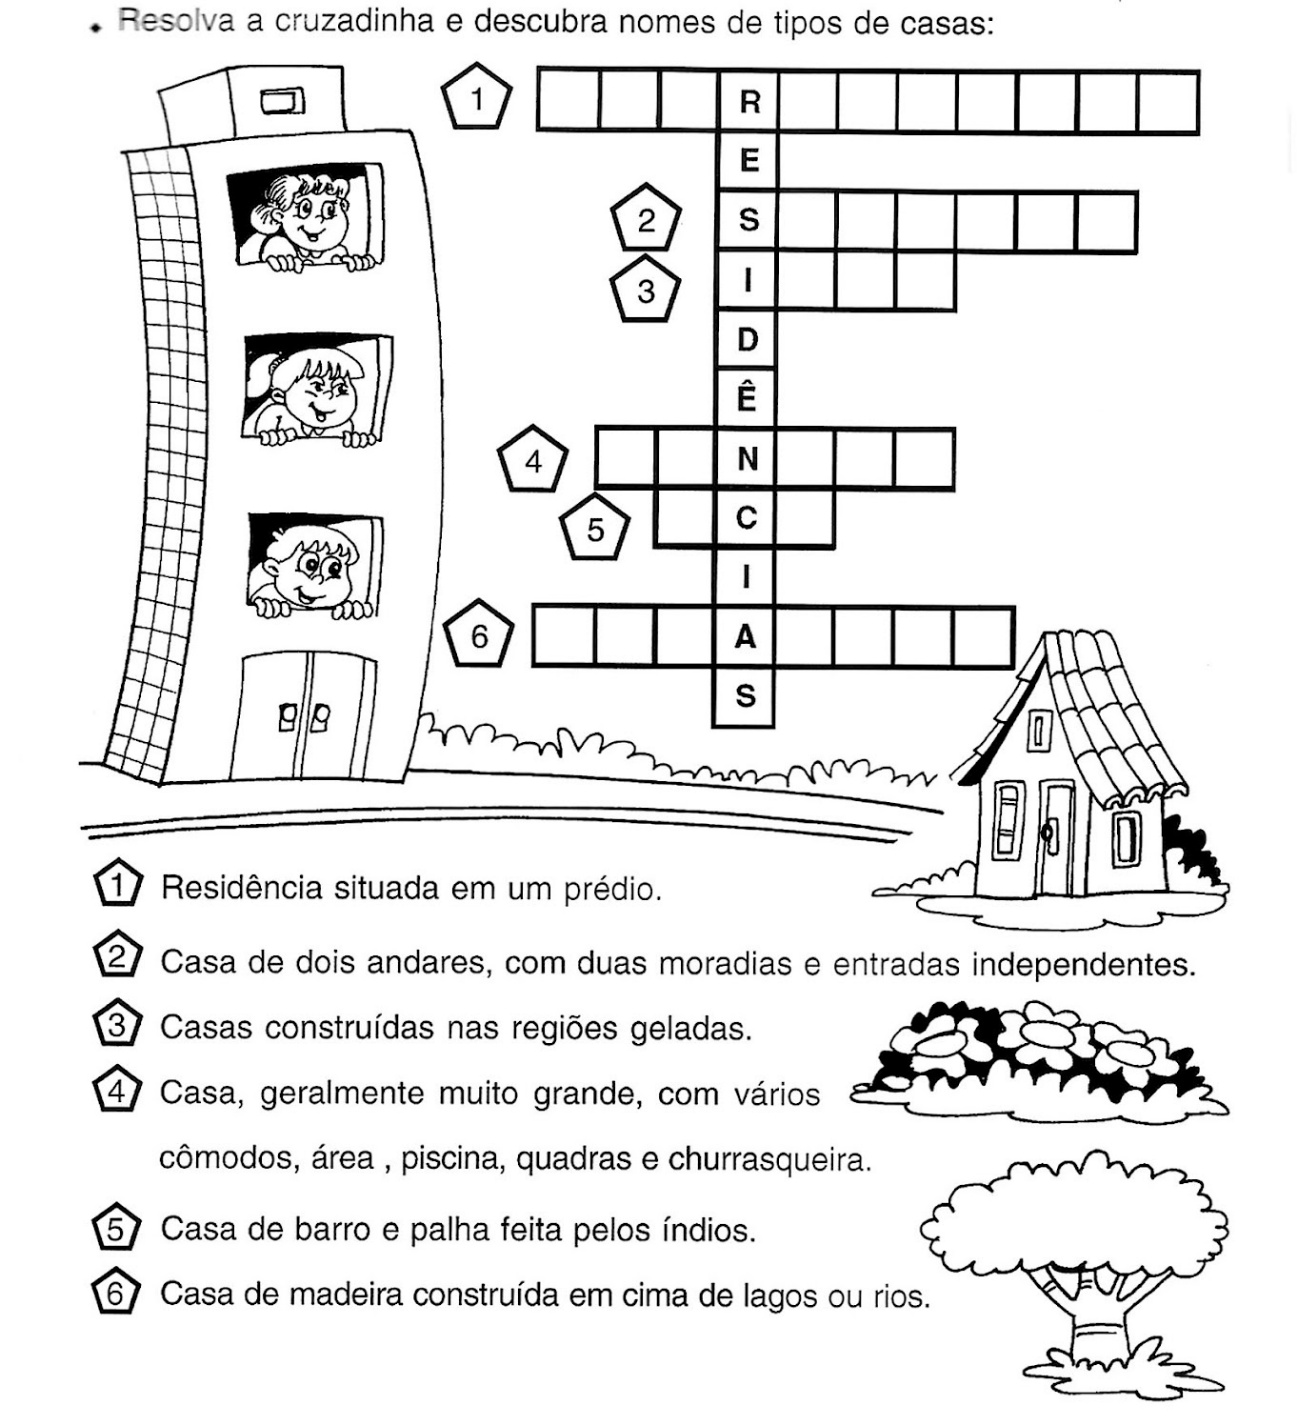 • Resolva a cruzadinha e descubra nomes de tipos de casas:
1 R
E
2 S
3 I
D
Ê
4 N
5 C
I
6 A
S
1 Residência situada em um prédio.
2 Casa de dois andares, com duas moradias e entradas independentes.
3 Casas construídas nas regiões geladas.
4 Casa, geralmente muito grande, com vários
cômodos, área , piscina, quadras e churrasqueira.
5 Casa de barro e palha feita pelos índios.
6 Casa de madeira construída em cima de lagos ou rios.